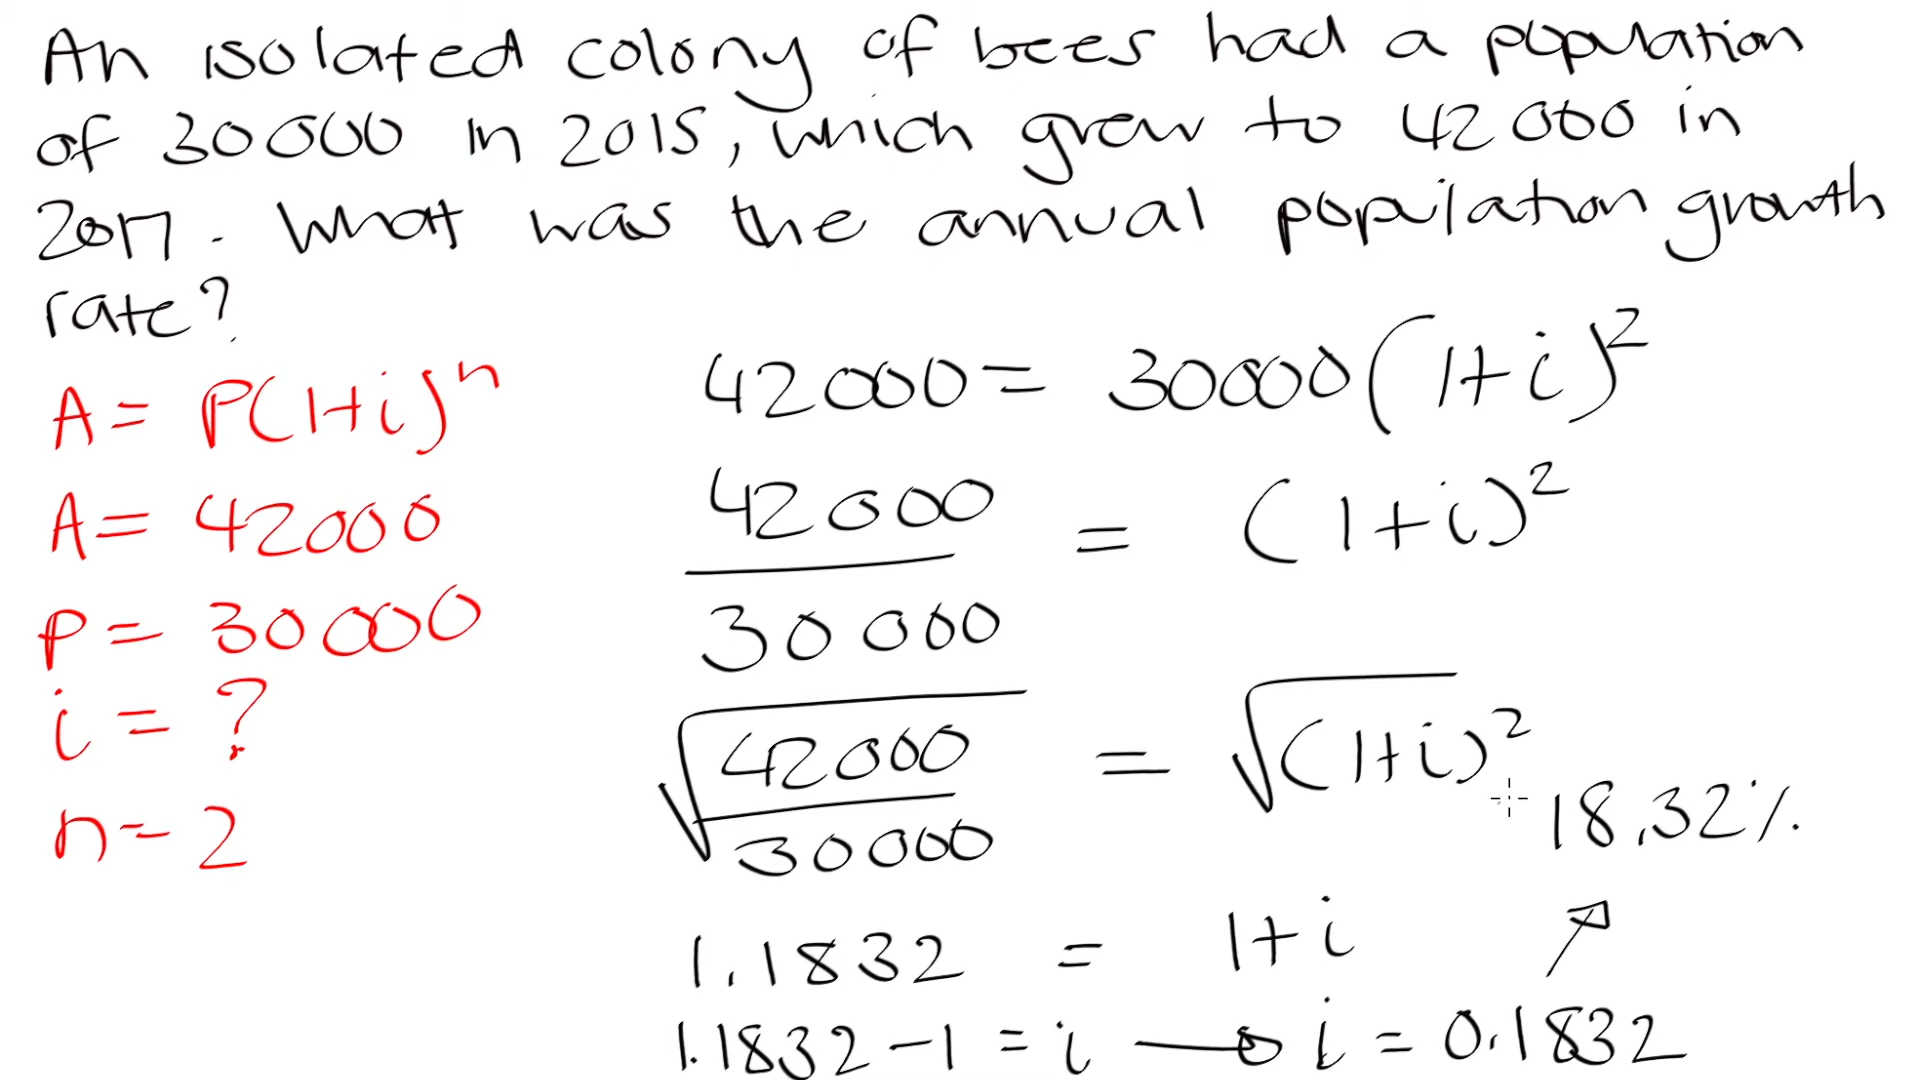 An isolated colony of bees had a population
of 30000 in 2015, which grew to 42000 in
2017. What was the annual population growth
rate?
A = P(1+i)^n
A = 42000
P = 30000
i = ?
n = 2
42000 = 30000(1+i)^2
42000/30000 = (1+i)^2
√(42000/30000) = √(1+i)^2
18,32%
1,1832 = 1+i
1.1832 - 1 = i → i = 0.1832